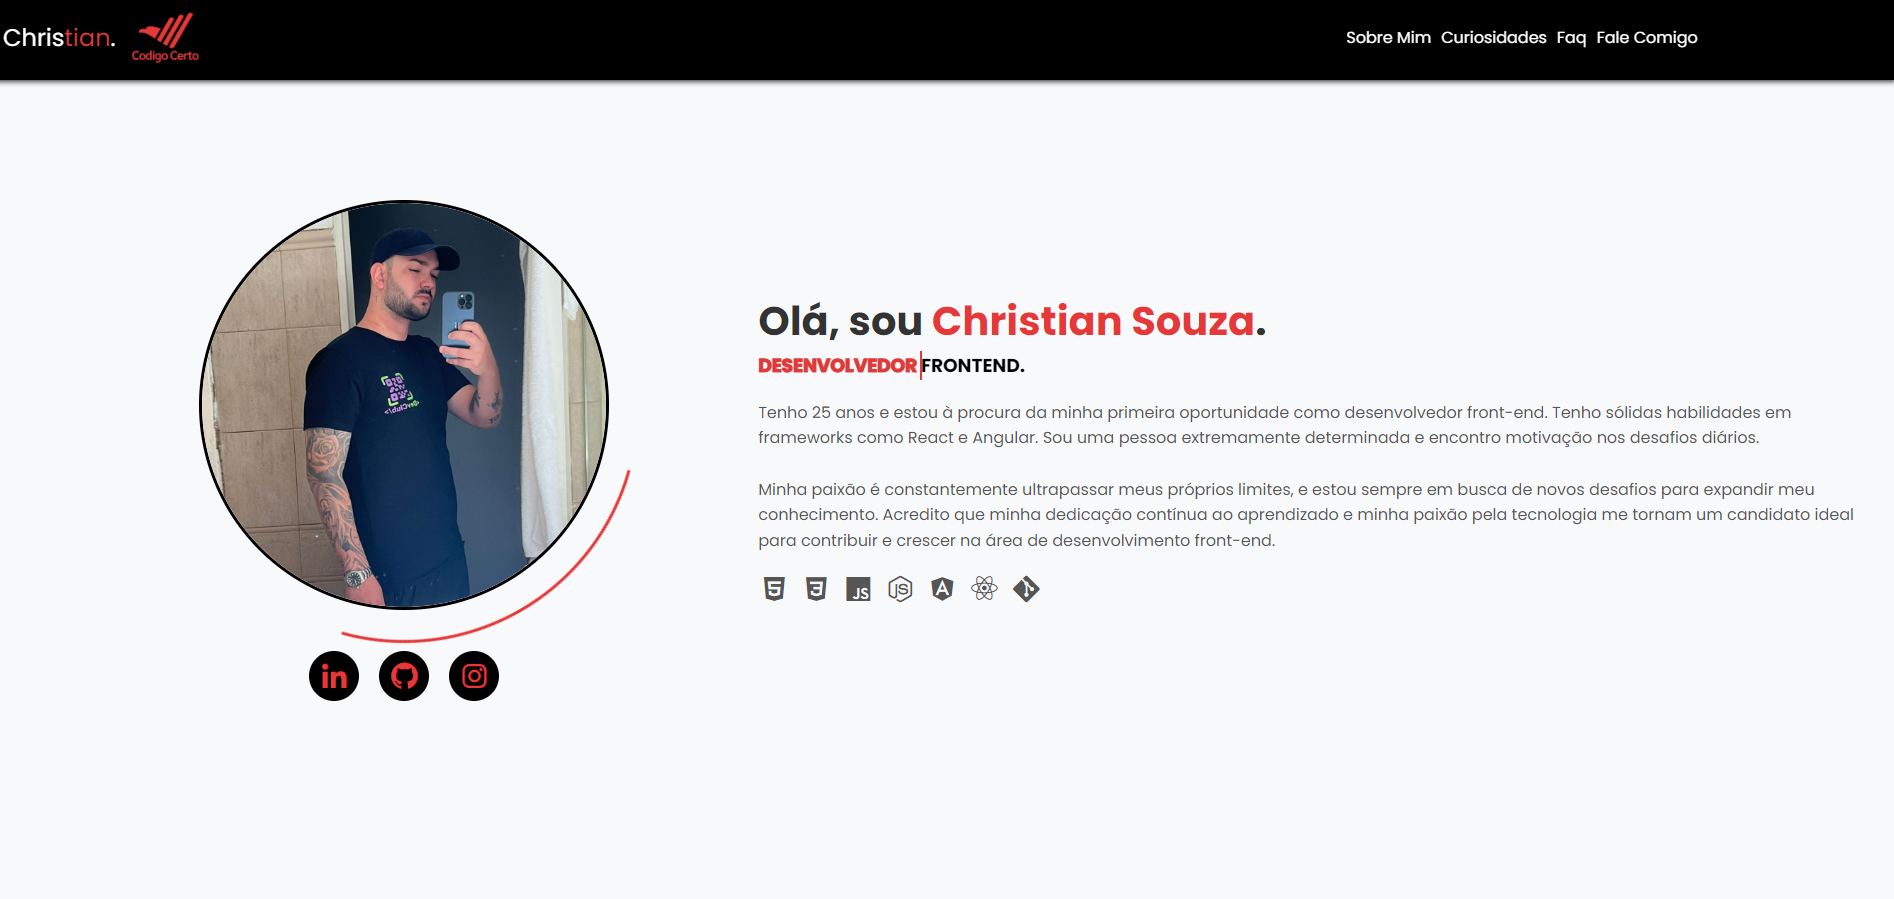 Christian.
Codigo Certo
Sobre Mim Curiosidades Faq Fale Comigo
Olá, sou Christian Souza.
DESENVOLVEDOR FRONTEND.
Tenho 25 anos e estou à procura da minha primeira oportunidade como desenvolvedor front-end. Tenho sólidas habilidades em
frameworks como React e Angular. Sou uma pessoa extremamente determinada e encontro motivação nos desafios diários.
Minha paixão é constantemente ultrapassar meus próprios limites, e estou sempre em busca de novos desafios para expandir meu
conhecimento. Acredito que minha dedicação contínua ao aprendizado e minha paixão pela tecnologia me tornam um candidato ideal
para contribuir e crescer na área de desenvolvimento front-end.
5 3 JS JS A
in